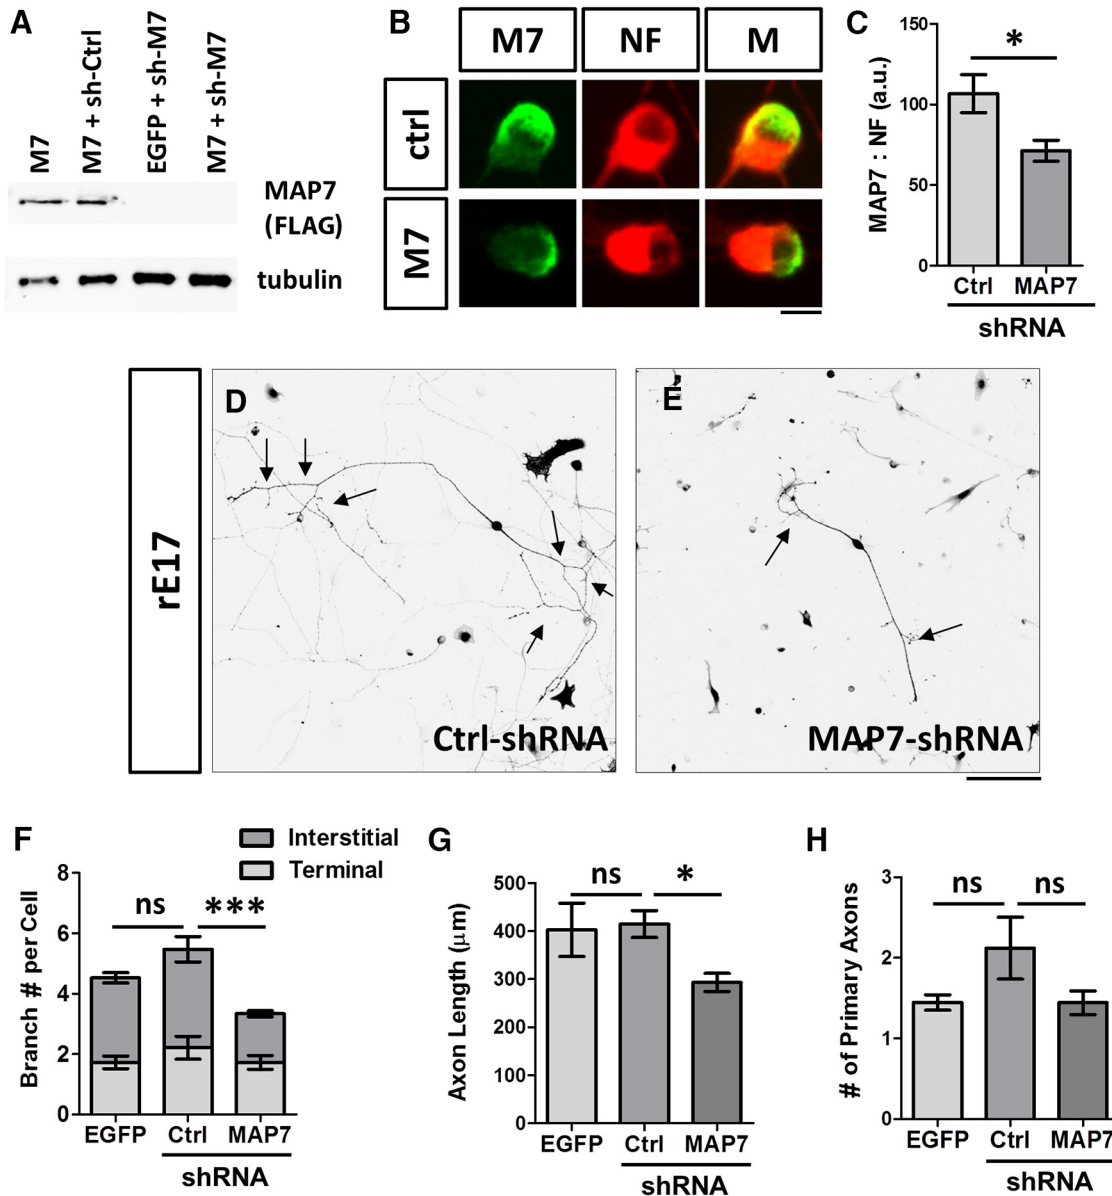 A
M7
M7 + sh-Ctrl
EGFP + sh-M7
M7 + sh-M7
MAP7
(FLAG)
tubulin
B
M7
NF
M
ctrl
M7
C
MAP7 : NF (a.u.)
150
100
50
0
*
Ctrl
MAP7
shRNA
rE17
D
Ctrl-shRNA
E
MAP7-shRNA
F
Interstitial
Terminal
Branch # per Cell
8
6
4
2
0
ns
***
EGFP
Ctrl
MAP7
shRNA
G
Axon Length (μm)
500
400
300
200
100
0
ns
*
EGFP
Ctrl
MAP7
shRNA
H
# of Primary Axons
3
2
1
0
ns
ns
EGFP
Ctrl
MAP7
shRNA